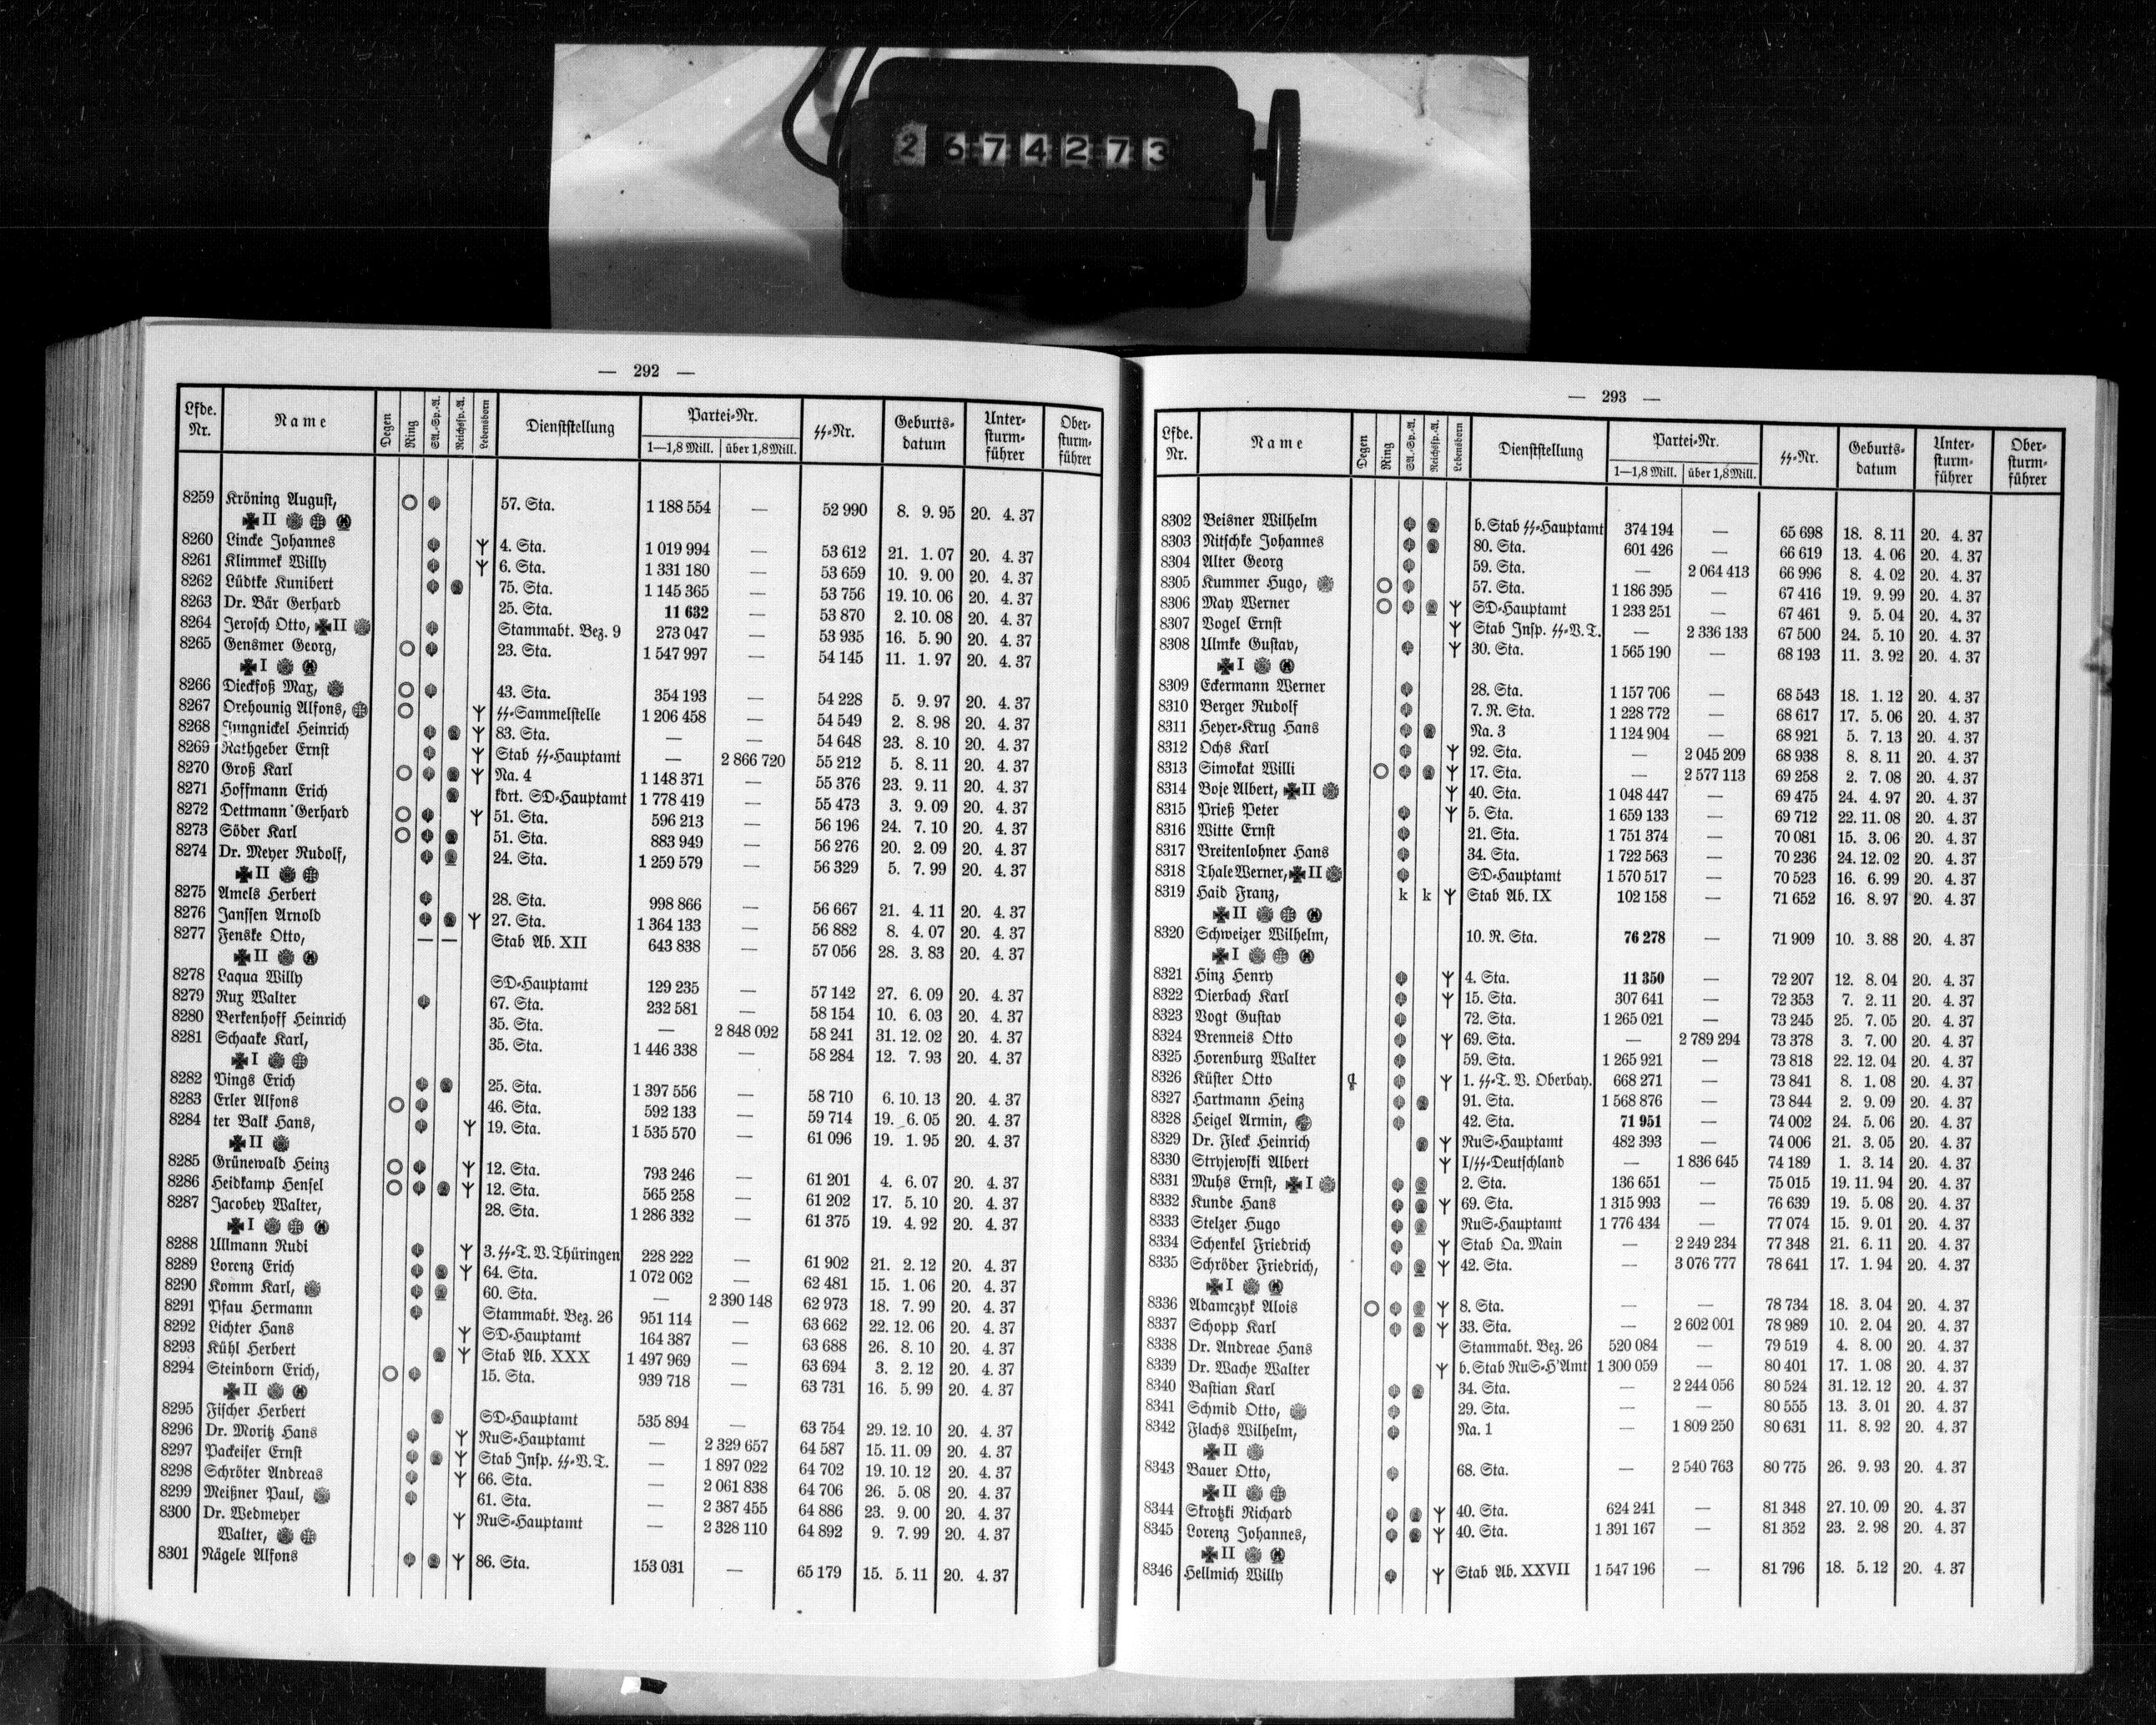 2 6 7 4 2 7 3
— 292 —
Lfde. Nr. Name Degen Ring SA.-Sp.-A. Reichssp.-A. Lebensborn Dienststellung Partei-Nr. 1—1,8 Mill. über 1,8 Mill. SS-Nr. Geburts-datum Unter-sturm-führer Ober-sturm-führer
8259 Kröning August, 57. Sta. 1 188 554 — 52 990 8. 9. 95 20. 4. 37
II
8260 Lincke Johannes 4. Sta. 1 019 994 — 53 612 21. 1. 07 20. 4. 37
8261 Klimmek Willy 6. Sta. 1 331 180 — 53 659 10. 9. 00 20. 4. 37
8262 Lüdtke Kunibert 75. Sta. 1 145 365 — 53 756 19. 10. 06 20. 4. 37
8263 Dr. Bär Gerhard 25. Sta. 11 632 — 53 870 2. 10. 08 20. 4. 37
8264 Jerosch Otto, II Stammabt. Bez. 9 273 047 — 53 935 16. 5. 90 20. 4. 37
8265 Gensmer Georg, 23. Sta. 1 547 997 — 54 145 11. 1. 97 20. 4. 37
I
8266 Dieckfoß Max, 43. Sta. 354 193 — 54 228 5. 9. 97 20. 4. 37
8267 Orehounig Alfons, SS-Sammelstelle 1 206 458 — 54 549 2. 8. 98 20. 4. 37
8268 Jungnickel Heinrich 83. Sta. — — 54 648 23. 8. 10 20. 4. 37
8269 Rathgeber Ernst Stab SS-Hauptamt — 2 866 720 55 212 5. 8. 11 20. 4. 37
8270 Groß Karl Na. 4 1 148 371 — 55 376 23. 9. 11 20. 4. 37
8271 Hoffmann Erich kdrt. SD-Hauptamt 1 778 419 — 55 473 3. 9. 09 20. 4. 37
8272 Dettmann Gerhard 51. Sta. 596 213 — 56 196 24. 7. 10 20. 4. 37
8273 Söder Karl 51. Sta. 883 949 — 56 276 20. 2. 09 20. 4. 37
8274 Dr. Meyer Rudolf, 24. Sta. 1 259 579 — 56 329 5. 7. 99 20. 4. 37
II
8275 Amels Herbert 28. Sta. 998 866 — 56 667 21. 4. 11 20. 4. 37
8276 Janssen Arnold 27. Sta. 1 364 133 — 56 882 8. 4. 07 20. 4. 37
8277 Fenske Otto, — — Stab Ab. XII 643 838 — 57 056 28. 3. 83 20. 4. 37
II
8278 Laqua Willy SD-Hauptamt 129 235 — 57 142 27. 6. 09 20. 4. 37
8279 Rux Walter 67. Sta. 232 581 — 58 154 10. 6. 03 20. 4. 37
8280 Berkenhoff Heinrich 35. Sta. — 2 848 092 58 241 31. 12. 02 20. 4. 37
8281 Schaake Karl, 35. Sta. 1 446 338 — 58 284 12. 7. 93 20. 4. 37
I
8282 Vings Erich 25. Sta. 1 397 556 — 58 710 6. 10. 13 20. 4. 37
8283 Erler Alfons 46. Sta. 592 133 — 59 714 19. 6. 05 20. 4. 37
8284 ter Balk Hans, 19. Sta. 1 535 570 — 61 096 19. 1. 95 20. 4. 37
II
8285 Grünewald Heinz 12. Sta. 793 246 — 61 201 4. 6. 07 20. 4. 37
8286 Heidkamp Hensel 12. Sta. 565 258 — 61 202 17. 5. 10 20. 4. 37
8287 Jacobey Walter, 28. Sta. 1 286 332 — 61 375 19. 4. 92 20. 4. 37
I
8288 Ullmann Rudi 3. SS-T. V. Thüringen 228 222 — 61 902 21. 2. 12 20. 4. 37
8289 Lorenz Erich 64. Sta. 1 072 062 — 62 481 15. 1. 06 20. 4. 37
8290 Komm Karl, 60. Sta. — 2 390 148 62 973 18. 7. 99 20. 4. 37
8291 Pfau Hermann Stammabt. Bez. 26 951 114 — 63 662 22. 12. 06 20. 4. 37
8292 Lichter Hans SD-Hauptamt 164 387 — 63 688 26. 8. 10 20. 4. 37
8293 Kühl Herbert Stab Ab. XXX 1 497 969 — 63 694 3. 2. 12 20. 4. 37
8294 Steinborn Erich, 15. Sta. 939 718 — 63 731 16. 5. 99 20. 4. 37
II
8295 Fischer Herbert SD-Hauptamt 535 894 — 63 754 29. 12. 10 20. 4. 37
8296 Dr. Moritz Hans RuS-Hauptamt — 2 329 657 64 587 15. 11. 09 20. 4. 37
8297 Packeiser Ernst Stab Insp. SS-V. T. — 1 897 022 64 702 19. 10. 12 20. 4. 37
8298 Schröter Andreas 66. Sta. — 2 061 838 64 706 26. 5. 08 20. 4. 37
8299 Meißner Paul, 61. Sta. — 2 387 455 64 886 23. 9. 00 20. 4. 37
8300 Dr. Wedmeyer RuS-Hauptamt — 2 328 110 64 892 9. 7. 99 20. 4. 37
Walter,
8301 Nägele Alfons 86. Sta. 153 031 — 65 179 15. 5. 11 20. 4. 37
— 293 —
Lfde. Nr. Name Degen Ring SA.-Sp.-A. Reichssp.-A. Lebensborn Dienststellung Partei-Nr. 1—1,8 Mill. über 1,8 Mill. SS-Nr. Geburts-datum Unter-sturm-führer Ober-sturm-führer
8302 Beisner Wilhelm b. Stab SS-Hauptamt 374 194 — 65 698 18. 8. 11 20. 4. 37
8303 Nitschke Johannes 80. Sta. 601 426 — 66 619 13. 4. 06 20. 4. 37
8304 Alter Georg 59. Sta. — 2 064 413 66 996 8. 4. 02 20. 4. 37
8305 Kummer Hugo, 57. Sta. 1 186 395 — 67 416 19. 9. 99 20. 4. 37
8306 May Werner SD-Hauptamt 1 233 251 — 67 461 9. 5. 04 20. 4. 37
8307 Vogel Ernst Stab Insp. SS-V. T. — 2 336 133 67 500 24. 5. 10 20. 4. 37
8308 Ulmke Gustav, 30. Sta. 1 565 190 — 68 193 11. 3. 92 20. 4. 37
I
8309 Eckermann Werner 28. Sta. 1 157 706 — 68 543 18. 1. 12 20. 4. 37
8310 Berger Rudolf 7. R. Sta. 1 228 772 — 68 617 17. 5. 06 20. 4. 37
8311 Heyer-Krug Hans Na. 3 1 124 904 — 68 921 5. 7. 13 20. 4. 37
8312 Ochs Karl 92. Sta. — 2 045 209 68 938 8. 8. 11 20. 4. 37
8313 Simokat Willi 17. Sta. — 2 577 113 69 258 2. 7. 08 20. 4. 37
8314 Boje Albert, II 40. Sta. 1 048 447 — 69 475 24. 4. 97 20. 4. 37
8315 Prieß Peter 5. Sta. 1 659 133 — 69 712 22. 11. 08 20. 4. 37
8316 Witte Ernst 21. Sta. 1 751 374 — 70 081 15. 3. 06 20. 4. 37
8317 Breitenlohner Hans 34. Sta. 1 722 563 — 70 236 24. 12. 02 20. 4. 37
8318 Thale Werner, II SD-Hauptamt 1 570 517 — 70 523 16. 6. 99 20. 4. 37
8319 Haid Franz, k k Stab Ab. IX 102 158 — 71 652 16. 8. 97 20. 4. 37
II
8320 Schweizer Wilhelm, 10. R. Sta. 76 278 — 71 909 10. 3. 88 20. 4. 37
I
8321 Hinz Henry 4. Sta. 11 350 — 72 207 12. 8. 04 20. 4. 37
8322 Dierbach Karl 15. Sta. 307 641 — 72 353 7. 2. 11 20. 4. 37
8323 Vogt Gustav 72. Sta. 1 265 021 — 73 245 25. 7. 05 20. 4. 37
8324 Brenneis Otto 69. Sta. — 2 789 294 73 378 3. 7. 00 20. 4. 37
8325 Horenburg Walter 59. Sta. 1 265 921 — 73 818 22. 12. 04 20. 4. 37
8326 Küster Otto 1. SS-T. V. Oberbay. 668 271 — 73 841 8. 1. 08 20. 4. 37
8327 Hartmann Heinz 91. Sta. 1 568 876 — 73 844 2. 9. 09 20. 4. 37
8328 Heigel Armin, 42. Sta. 71 951 — 74 002 24. 5. 06 20. 4. 37
8329 Dr. Fleck Heinrich RuS-Hauptamt 482 393 — 74 006 21. 3. 05 20. 4. 37
8330 Stryjewski Albert I/SS-Deutschland — 1 836 645 74 189 1. 3. 14 20. 4. 37
8331 Muhs Ernst, I 2. Sta. 136 651 — 75 015 19. 11. 94 20. 4. 37
8332 Kunde Hans 69. Sta. 1 315 993 — 76 639 19. 5. 08 20. 4. 37
8333 Stelzer Hugo RuS-Hauptamt 1 776 434 — 77 074 15. 9. 01 20. 4. 37
8334 Schenkel Friedrich Stab Oa. Main — 2 249 234 77 348 21. 6. 11 20. 4. 37
8335 Schröder Friedrich, 42. Sta. — 3 076 777 78 641 17. 1. 94 20. 4. 37
I
8336 Adamczyk Alois 8. Sta. — — 78 734 18. 3. 04 20. 4. 37
8337 Schopp Karl 33. Sta. — 2 602 001 78 989 10. 2. 04 20. 4. 37
8338 Dr. Andreae Hans Stammabt. Bez. 26 520 084 — 79 519 4. 8. 00 20. 4. 37
8339 Dr. Wache Walter b. Stab RuS-H'Amt 1 300 059 — 80 401 17. 1. 08 20. 4. 37
8340 Bastian Karl 34. Sta. — 2 244 056 80 524 31. 12. 12 20. 4. 37
8341 Schmid Otto, 29. Sta. — — 80 555 13. 3. 01 20. 4. 37
8342 Flachs Wilhelm, Na. 1 — 1 809 250 80 631 11. 8. 92 20. 4. 37
II
8343 Bauer Otto, 68. Sta. — 2 540 763 80 775 26. 9. 93 20. 4. 37
II
8344 Skrotzki Richard 40. Sta. 624 241 — 81 348 27. 10. 09 20. 4. 37
8345 Lorenz Johannes, 40. Sta. 1 391 167 — 81 352 23. 2. 98 20. 4. 37
II
8346 Hellmich Willy Stab Ab. XXVII 1 547 196 — 81 796 18. 5. 12 20. 4. 37